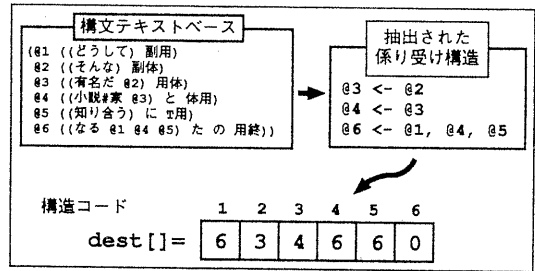 構文テキストベース
(@1 ((どうして) 副用)
@2 ((そんな) 副体)
@3 ((有名だ @2) 用体)
@4 ((小説#家 @3) と 体用)
@5 ((知り合う) に T用)
@6 ((なる @1 @4 @5) た の 用終))
抽出された
係り受け構造
@3 <- @2
@4 <- @3
@6 <- @1, @4, @5
構造コード
1 2 3 4 5 6
dest[]= 6 3 4 6 6 0